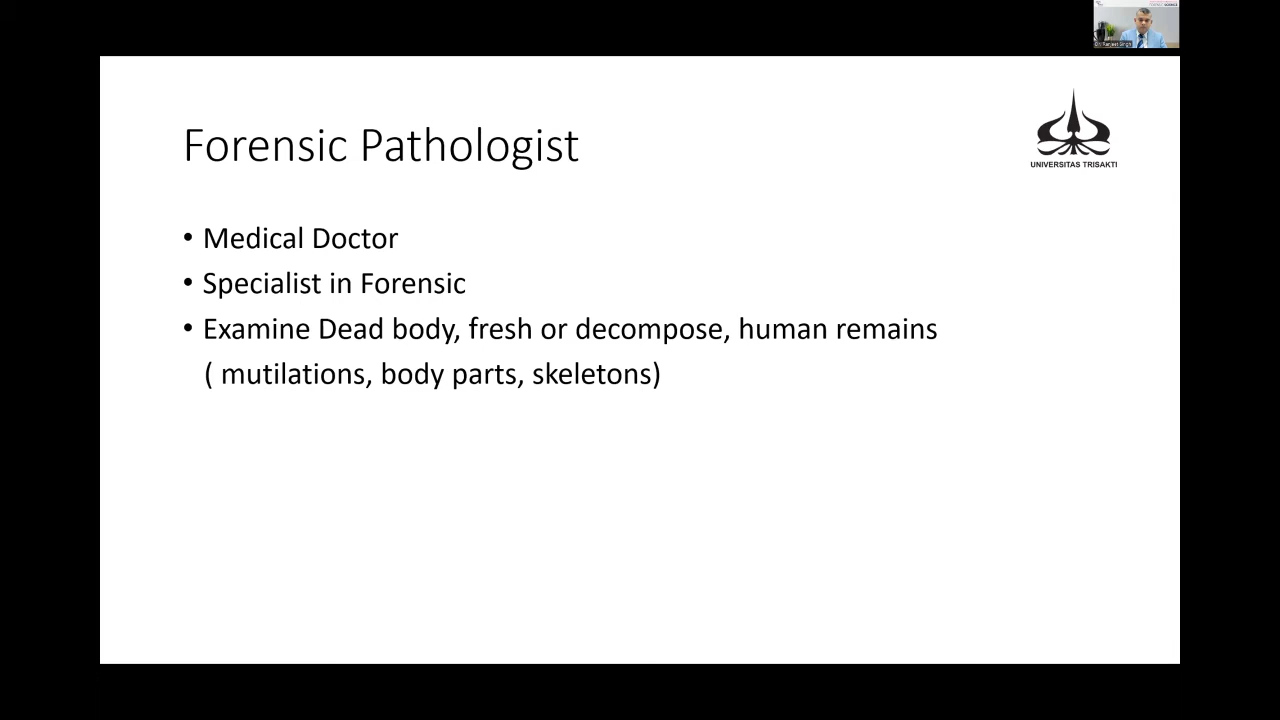 Forensic Pathologist
UNIVERSITAS TRISAKTI
• Medical Doctor
• Specialist in Forensic
• Examine Dead body, fresh or decompose, human remains
( mutilations, body parts, skeletons)